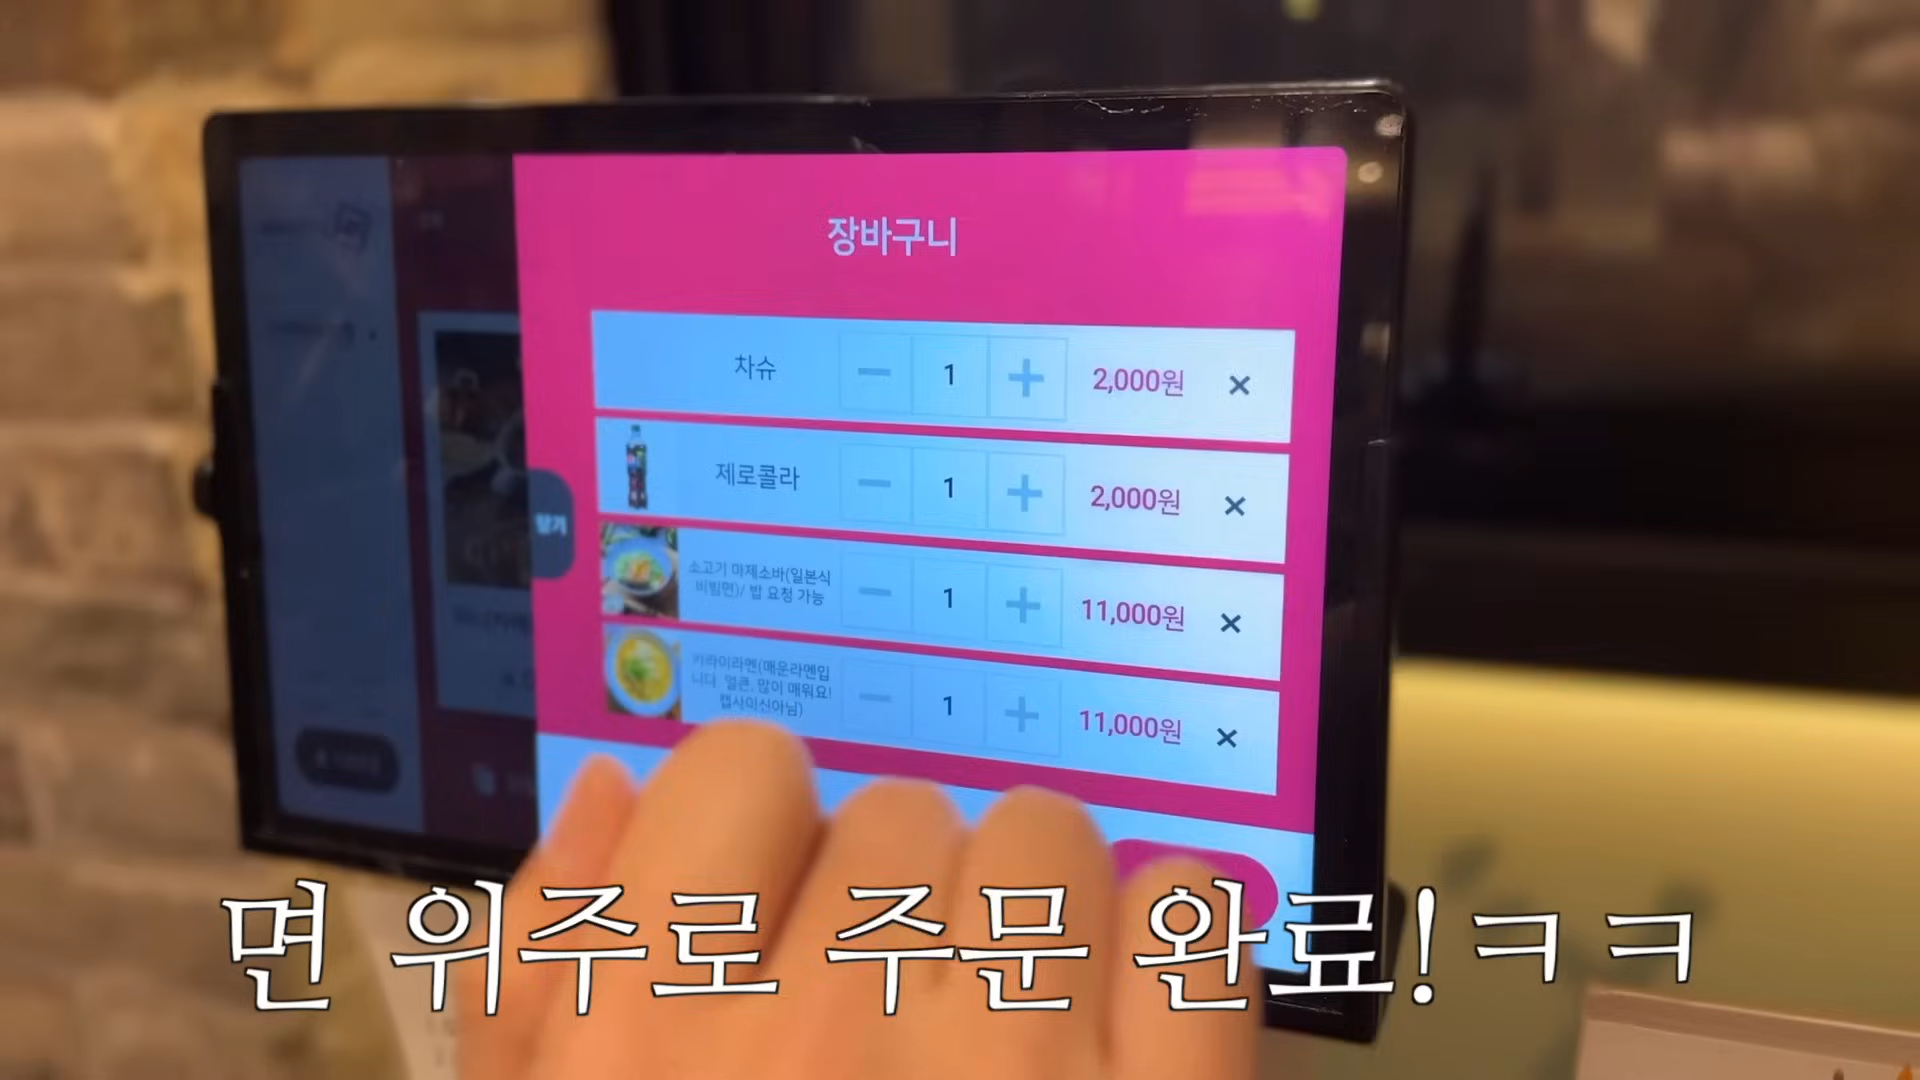 장바구니
차슈
1
2,000원
×
제로콜라
1
2,000원
×
닫기
소고기 마제소바(일본식
비빔면)/ 밥 요청 가능
1
11,000원
×
카라이라멘(매운라멘입
니다 얼큰, 많이 매워요!
캡사이신아님)
1
11,000원
×
면 위주로 주문 완료!ㅋㅋ